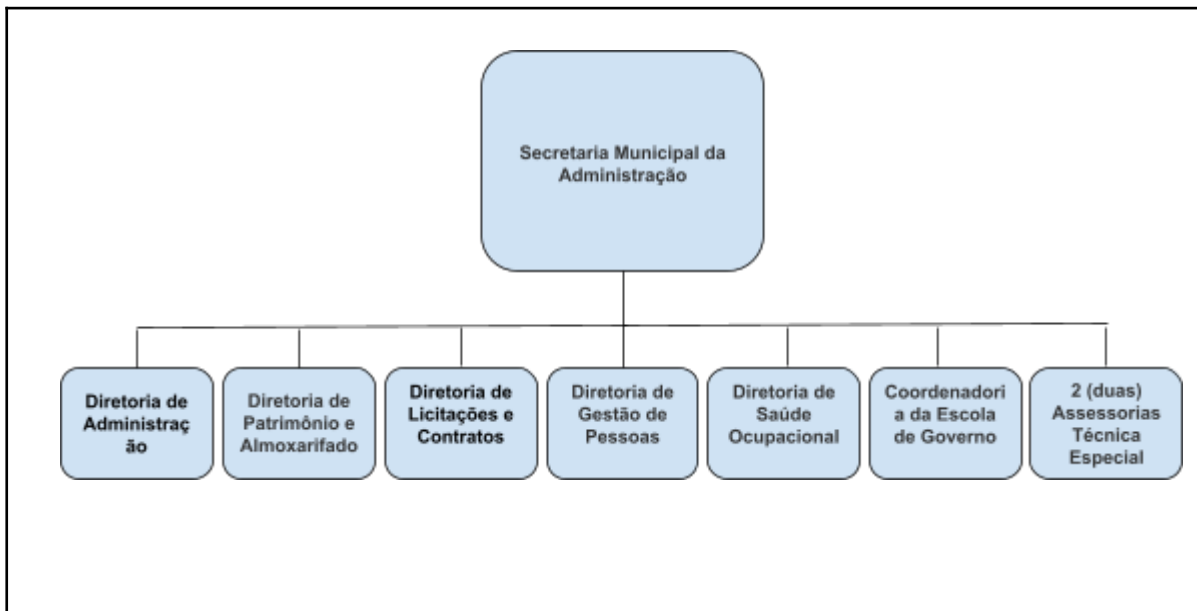 Secretaria Municipal da
Administração
Diretoria de
Administraç
ão
Diretoria de
Patrimônio e
Almoxarifado
Diretoria de
Licitações e
Contratos
Diretoria de
Gestão de
Pessoas
Diretoria de
Saúde
Ocupacional
Coordenadori
a da Escola
de Governo
2 (duas)
Assessorias
Técnica
Especial